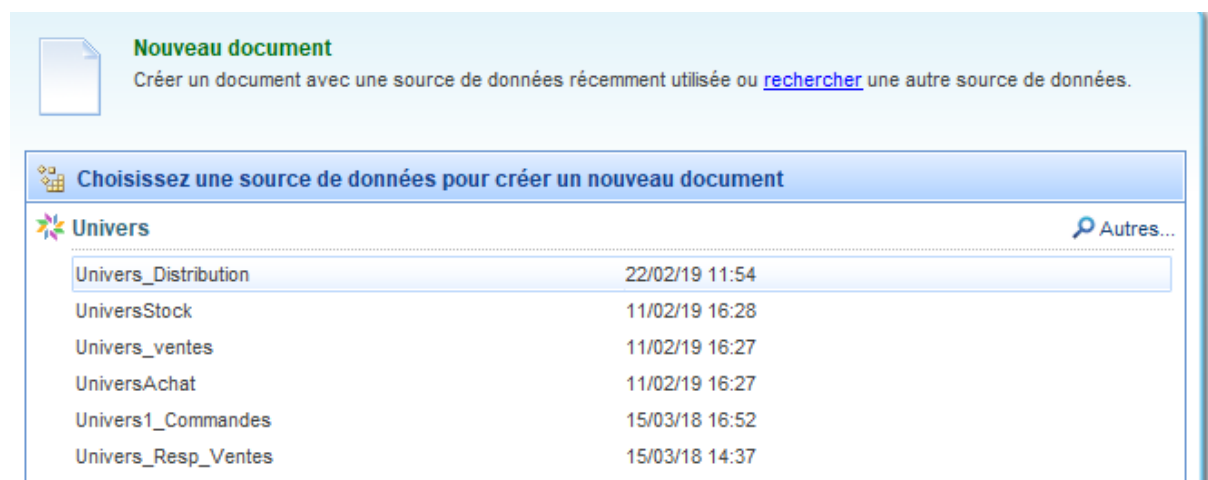 Nouveau document
Créer un document avec une source de données récemment utilisée ou rechercher une autre source de données.
Choisissez une source de données pour créer un nouveau document
Univers Autres...
Univers_Distribution 22/02/19 11:54
UniversStock 11/02/19 16:28
Univers_ventes 11/02/19 16:27
UniversAchat 11/02/19 16:27
Univers1_Commandes 15/03/18 16:52
Univers_Resp_Ventes 15/03/18 14:37